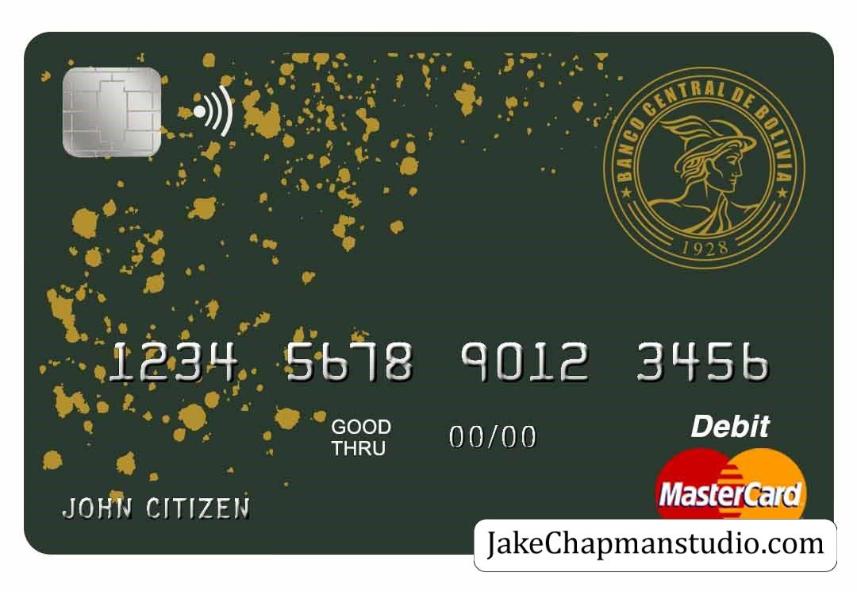 BANCO CENTRAL DE BOLIVIA
1928
1234 5678 9012 3456
GOOD THRU 00/00
Debit
JOHN CITIZEN
MasterCard
JakeChapmanstudio.com